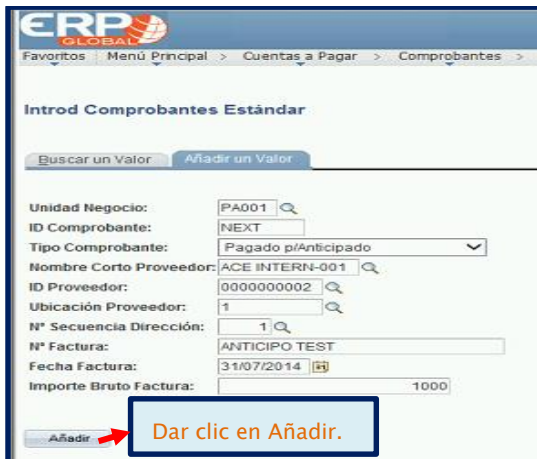 ERP
GLOBAL
Favoritos Menú Principal > Cuentas a Pagar > Comprobantes >
Introd Comprobantes Estándar
Buscar un Valor Añadir un Valor
Unidad Negocio: PA001
ID Comprobante: NEXT
Tipo Comprobante: Pagado p/Anticipado
Nombre Corto Proveedor: ACE INTERN-001
ID Proveedor: 0000000002
Ubicación Proveedor: 1
Nº Secuencia Dirección: 1
Nº Factura: ANTICIPO TEST
Fecha Factura: 31/07/2014
Importe Bruto Factura: 1000
Añadir Dar clic en Añadir.